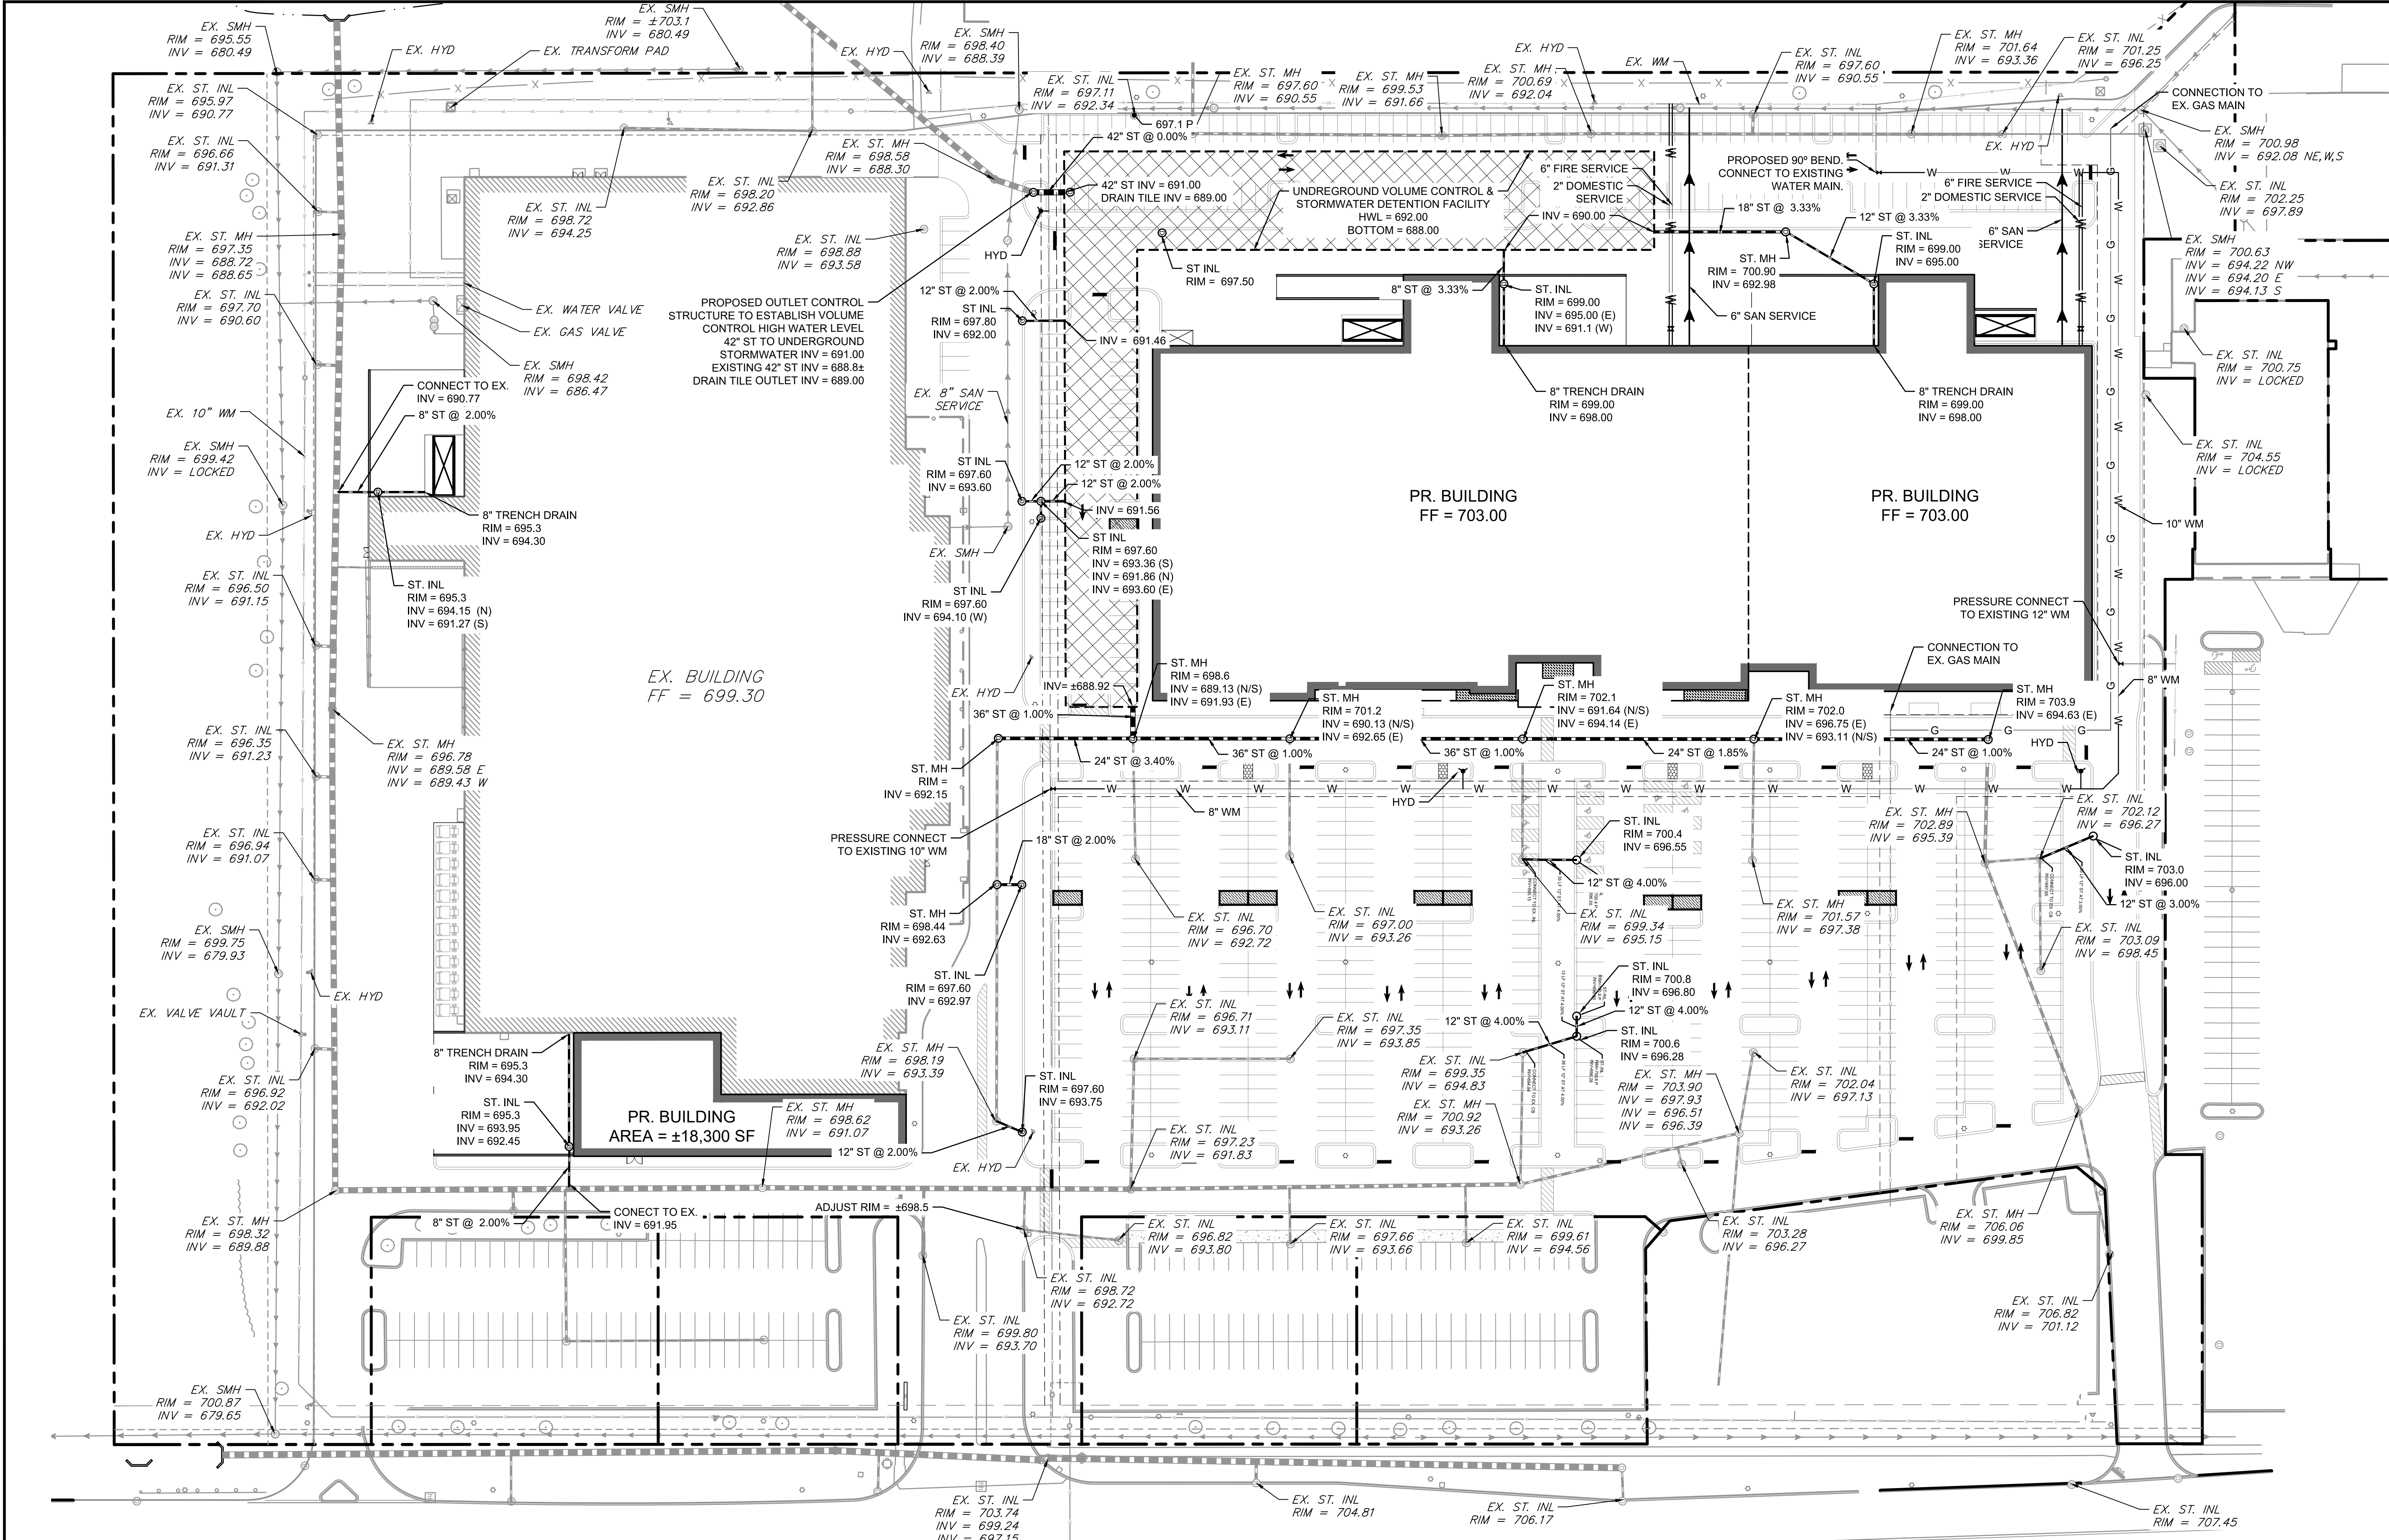 EX. SMH
RIM = 695.55
INV = 680.49
EX. HYD
EX. SMH
RIM = ±703.1
INV = 680.49
EX. TRANSFORM PAD
EX. HYD
EX. SMH
RIM = 698.40
INV = 688.39
EX. ST. INL
RIM = 697.11
INV = 692.34
EX. ST. MH
RIM = 697.60
INV = 690.55
EX. ST. MH
RIM = 699.53
INV = 691.66
EX. ST. MH
RIM = 700.69
INV = 692.04
EX. HYD
EX. WM
EX. ST. INL
RIM = 697.60
INV = 690.55
EX. ST. MH
RIM = 701.64
INV = 693.36
EX. ST. INL
RIM = 701.25
INV = 696.25
CONNECTION TO
EX. GAS MAIN
EX. SMH
RIM = 700.98
INV = 692.08 NE,W,S
EX. ST. INL
RIM = 702.25
INV = 697.89
EX. SMH
RIM = 700.63
INV = 694.22 NW
INV = 694.20 E
INV = 694.13 S
EX. ST. INL
RIM = 700.75
INV = LOCKED
EX. ST. INL
RIM = 704.55
INV = LOCKED
EX. ST. INL
RIM = 695.97
INV = 690.77
EX. ST. INL
RIM = 696.66
INV = 691.31
EX. ST. MH
RIM = 697.35
INV = 688.72
INV = 688.65
EX. ST. INL
RIM = 697.70
INV = 690.60
EX. 10" WM
EX. SMH
RIM = 699.42
INV = LOCKED
EX. HYD
EX. ST. INL
RIM = 698.72
INV = 694.25
EX. ST. INL
RIM = 698.20
INV = 692.86
EX. ST. MH
RIM = 698.58
INV = 688.30
EX. ST. INL
RIM = 698.88
INV = 693.58
EX. WATER VALVE
EX. GAS VALVE
EX. SMH
RIM = 698.42
INV = 686.47
CONNECT TO EX.
INV = 690.77
8" ST @ 2.00%
8" TRENCH DRAIN
RIM = 695.3
INV = 694.30
ST. INL
RIM = 695.3
INV = 694.15 (N)
INV = 691.27 (S)
697.1 P
42" ST @ 0.00%
42" ST INV = 691.00
DRAIN TILE INV = 689.00
UNDREGROUND VOLUME CONTROL &
STORMWATER DETENTION FACILITY
HWL = 692.00
BOTTOM = 688.00
6" FIRE SERVICE
2" DOMESTIC
SERVICE
INV = 690.00
PROPOSED 90º BEND.
CONNECT TO EXISTING
WATER MAIN.
18" ST @ 3.33%
12" ST @ 3.33%
6" FIRE SERVICE
2" DOMESTIC SERVICE
EX. HYD
6" SAN
SERVICE
ST. INL
RIM = 699.00
INV = 695.00
ST. MH
RIM = 700.90
INV = 692.98
HYD
ST INL
RIM = 697.50
8" ST @ 3.33%
ST. INL
RIM = 699.00
INV = 695.00 (E)
INV = 691.1 (W)
6" SAN SERVICE
8" TRENCH DRAIN
RIM = 699.00
INV = 698.00
8" TRENCH DRAIN
RIM = 699.00
INV = 698.00
PROPOSED OUTLET CONTROL
STRUCTURE TO ESTABLISH VOLUME
CONTROL HIGH WATER LEVEL
42" ST TO UNDERGROUND
STORMWATER INV = 691.00
EXISTING 42" ST INV = 688.8±
DRAIN TILE OUTLET INV = 689.00
12" ST @ 2.00%
ST INL
RIM = 697.80
INV = 692.00
INV = 691.46
EX. 8" SAN
SERVICE
ST INL
RIM = 697.60
INV = 693.60
12" ST @ 2.00%
12" ST @ 2.00%
INV = 691.56
ST INL
RIM = 697.60
INV = 693.36 (S)
INV = 691.86 (N)
INV = 693.60 (E)
EX. SMH
ST INL
RIM = 697.60
INV = 694.10 (W)
PR. BUILDING
FF = 703.00
PR. BUILDING
FF = 703.00
10" WM
PRESSURE CONNECT
TO EXISTING 12" WM
CONNECTION TO
EX. GAS MAIN
8" WM
EX. BUILDING
FF = 699.30
EX. HYD
INV= ±688.92
36" ST @ 1.00%
ST. MH
RIM = 698.6
INV = 689.13 (N/S)
INV = 691.93 (E)
ST. MH
RIM = 701.2
INV = 690.13 (N/S)
INV = 692.65 (E)
ST. MH
RIM = 702.1
INV = 691.64 (N/S)
INV = 694.14 (E)
ST. MH
RIM = 702.0
INV = 696.75 (E)
INV = 693.11 (N/S)
ST. MH
RIM = 703.9
INV = 694.63 (E)
ST. MH
RIM =
INV = 692.15
24" ST @ 3.40%
36" ST @ 1.00%
36" ST @ 1.00%
24" ST @ 1.85%
24" ST @ 1.00%
HYD
HYD
8" WM
PRESSURE CONNECT
TO EXISTING 10" WM
EX. ST. INL
RIM = 696.50
INV = 691.15
EX. ST. INL
RIM = 696.35
INV = 691.23
EX. ST. MH
RIM = 696.78
INV = 689.58 E
INV = 689.43 W
EX. ST. INL
RIM = 696.94
INV = 691.07
EX. SMH
RIM = 699.75
INV = 679.93
EX. HYD
EX. VALVE VAULT
EX. ST. INL
RIM = 696.92
INV = 692.02
EX. ST. MH
RIM = 698.32
INV = 689.88
18" ST @ 2.00%
ST. MH
RIM = 698.44
INV = 692.63
ST. INL
RIM = 697.60
INV = 692.97
EX. ST. INL
RIM = 696.70
INV = 692.72
EX. ST. INL
RIM = 697.00
INV = 693.26
ST. INL
RIM = 700.4
INV = 696.55
12" ST @ 4.00%
EX. ST. INL
RIM = 699.34
INV = 695.15
EX. ST. MH
RIM = 701.57
INV = 697.38
EX. ST. MH
RIM = 702.89
INV = 695.39
EX. ST. INL
RIM = 702.12
INV = 696.27
ST. INL
RIM = 703.0
INV = 696.00
12" ST @ 3.00%
EX. ST. INL
RIM = 703.09
INV = 698.45
EX. ST. INL
RIM = 696.71
INV = 693.11
EX. ST. INL
RIM = 697.35
INV = 693.85
ST. INL
RIM = 700.8
INV = 696.80
12" ST @ 4.00%
12" ST @ 4.00%
ST. INL
RIM = 700.6
INV = 696.28
EX. ST. INL
RIM = 699.35
INV = 694.83
EX. ST. MH
RIM = 700.92
INV = 693.26
EX. ST. MH
RIM = 703.90
INV = 697.93
INV = 696.51
INV = 696.39
EX. ST. INL
RIM = 702.04
INV = 697.13
8" TRENCH DRAIN
RIM = 695.3
INV = 694.30
ST. INL
RIM = 695.3
INV = 693.95
INV = 692.45
PR. BUILDING
AREA = ±18,300 SF
EX. ST. MH
RIM = 698.62
INV = 691.07
EX. ST. MH
RIM = 698.19
INV = 693.39
ST. INL
RIM = 697.60
INV = 693.75
12" ST @ 2.00%
EX. HYD
EX. ST. INL
RIM = 697.23
INV = 691.83
8" ST @ 2.00%
CONECT TO EX.
INV = 691.95
ADJUST RIM = ±698.5
EX. ST. INL
RIM = 696.82
INV = 693.80
EX. ST. INL
RIM = 697.66
INV = 693.66
EX. ST. INL
RIM = 699.61
INV = 694.56
EX. ST. INL
RIM = 703.28
INV = 696.27
EX. ST. MH
RIM = 706.06
INV = 699.85
EX. ST. INL
RIM = 698.72
INV = 692.72
EX. ST. INL
RIM = 699.80
INV = 693.70
EX. ST. INL
RIM = 706.82
INV = 701.12
EX. SMH
RIM = 700.87
INV = 679.65
EX. ST. INL
RIM = 703.74
INV = 699.24
INV = 697.15
EX. ST. INL
RIM = 704.81
EX. ST. INL
RIM = 706.17
EX. ST. INL
RIM = 707.45